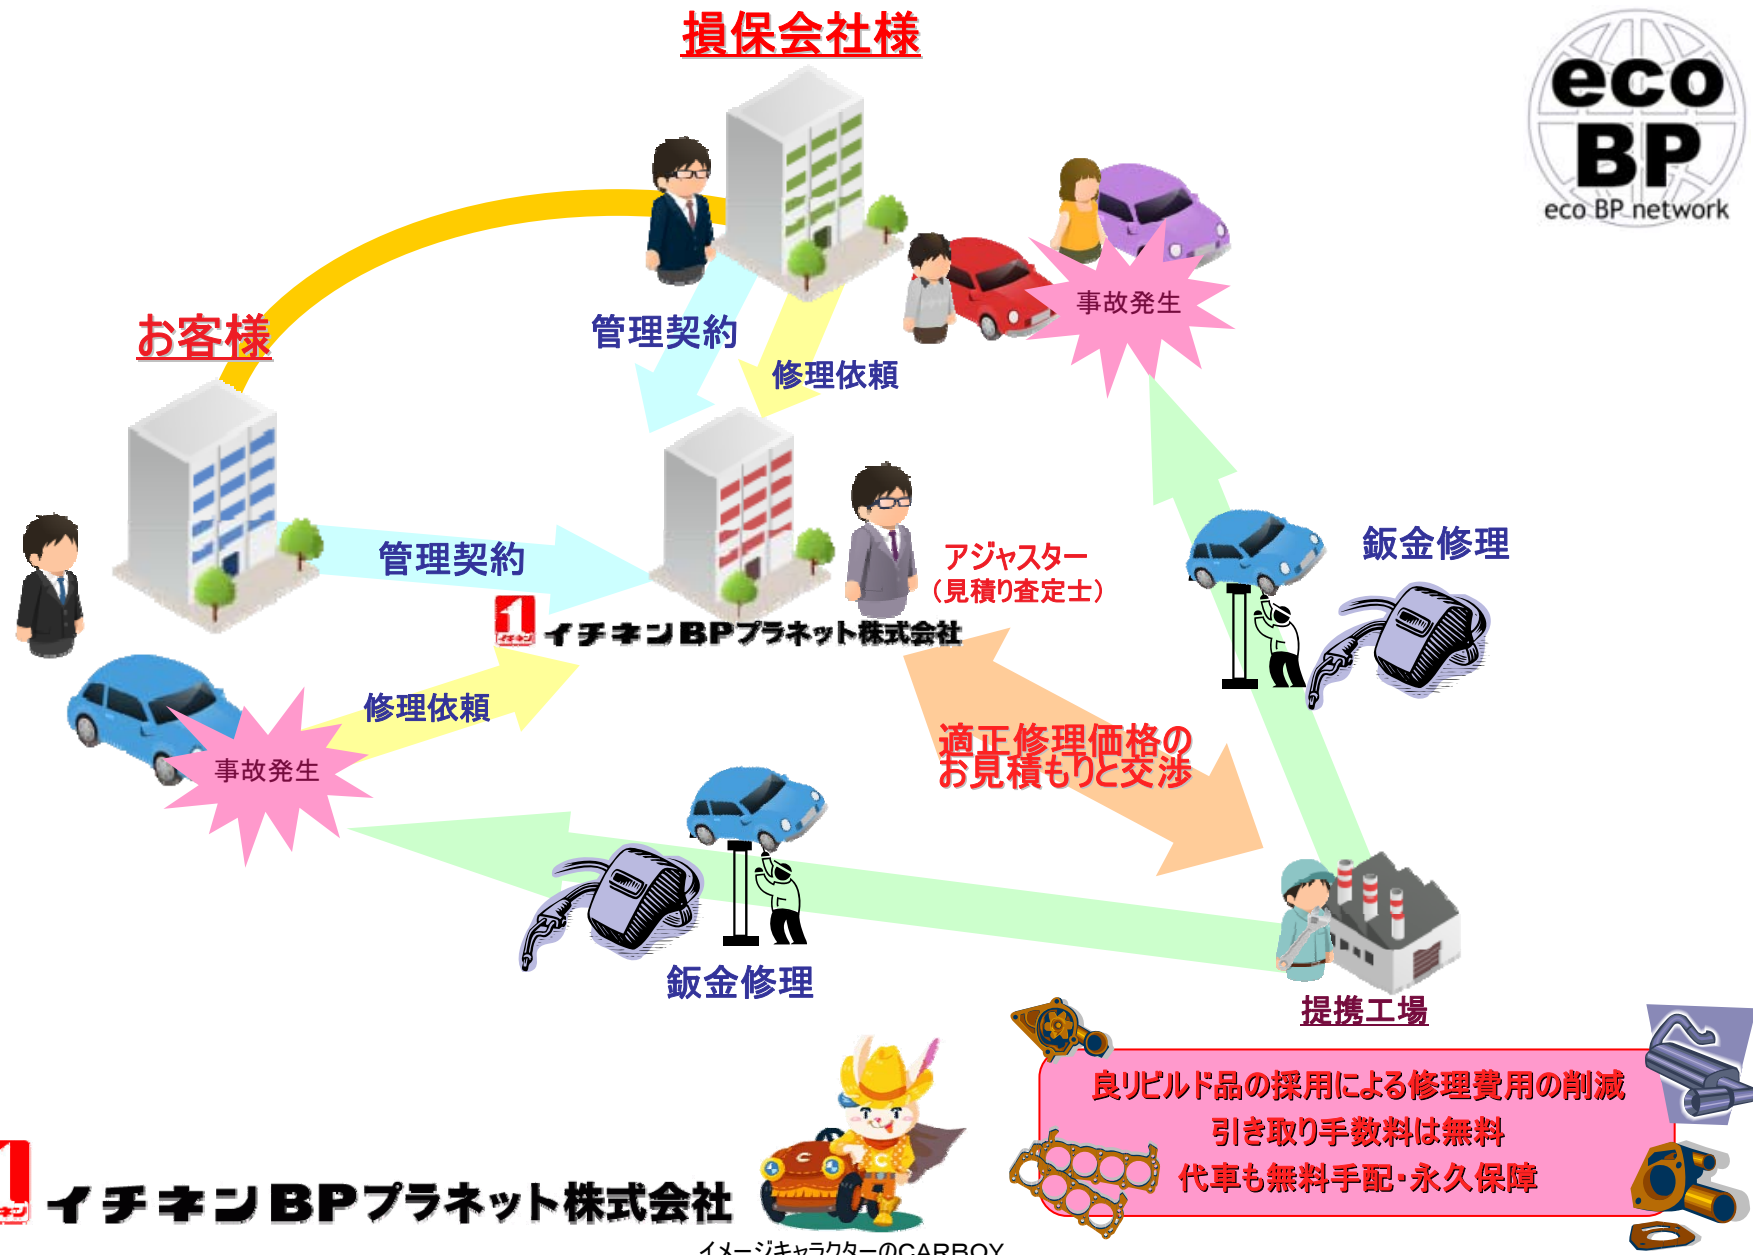 損保会社様
eco
BP
eco BP network
事故発生
お客様
管理契約
修理依頼
管理契約
アジャスター
（見積り査定士）
鈑金修理
1
イチネン
イチネンBPプラネット株式会社
修理依頼
事故発生
適正修理価格の
お見積もりと交渉
鈑金修理
提携工場
良リビルド品の採用による修理費用の削減
引き取り手数料は無料
代車も無料手配・永久保障
C
C
1
ネン
イチネンBPプラネット株式会社
イメージキャラクターのCARBOY